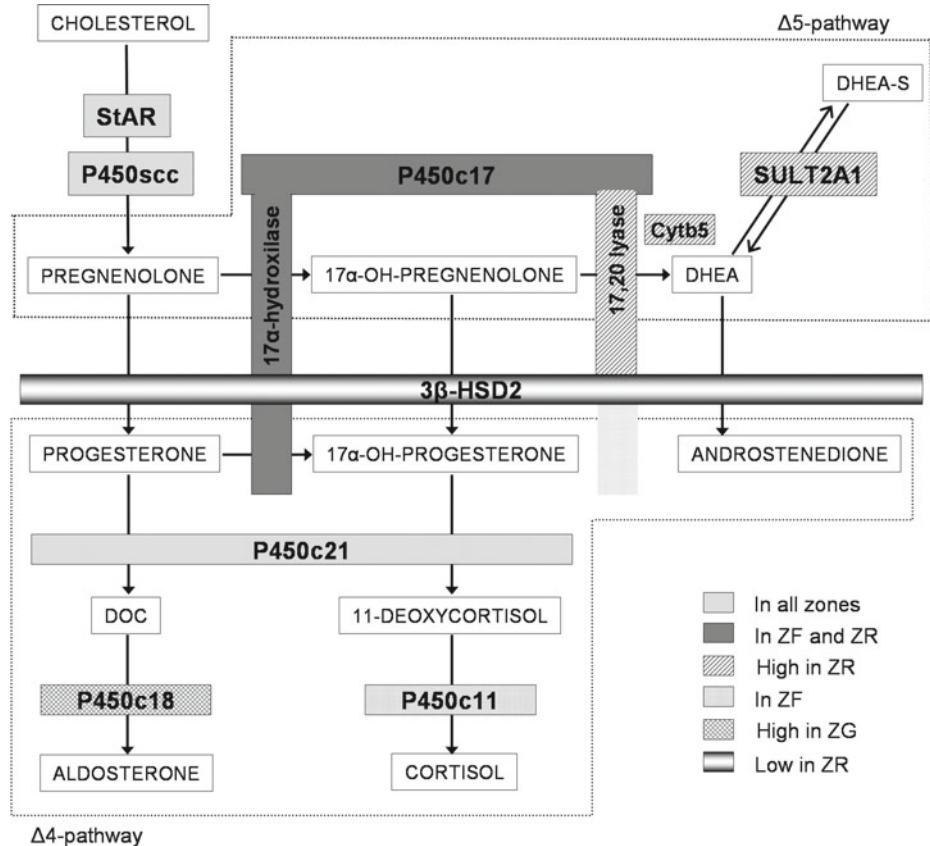 CHOLESTEROL
Δ5-pathway
DHEA-S
StAR
P450scc
P450c17
SULT2A1
17α-hydroxilase
17,20 lyase
Cytb5
PREGNENOLONE
17α-OH-PREGNENOLONE
DHEA
3β-HSD2
PROGESTERONE
17α-OH-PROGESTERONE
ANDROSTENEDIONE
P450c21
DOC
11-DEOXYCORTISOL
P450c18
P450c11
ALDOSTERONE
CORTISOL
In all zones
In ZF and ZR
High in ZR
In ZF
High in ZG
Low in ZR
Δ4-pathway